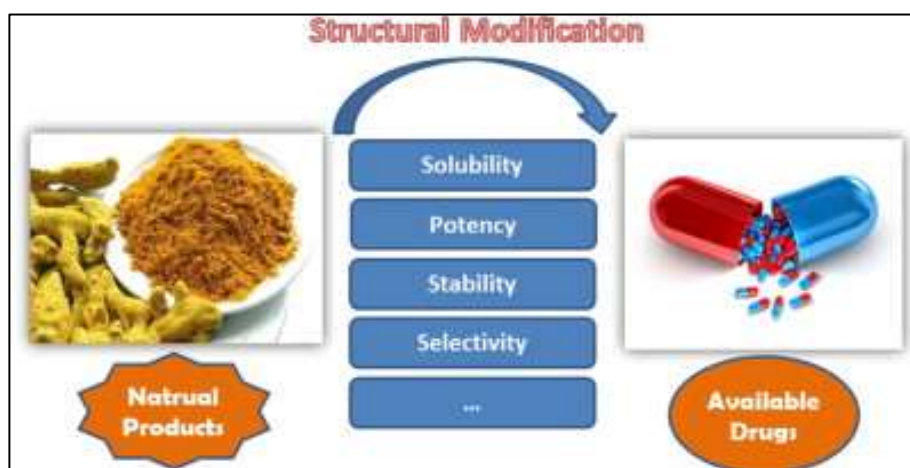 Structural Modification
Solubility
Potency
Stability
Selectivity
...
Natrual
Products
Available
Drugs